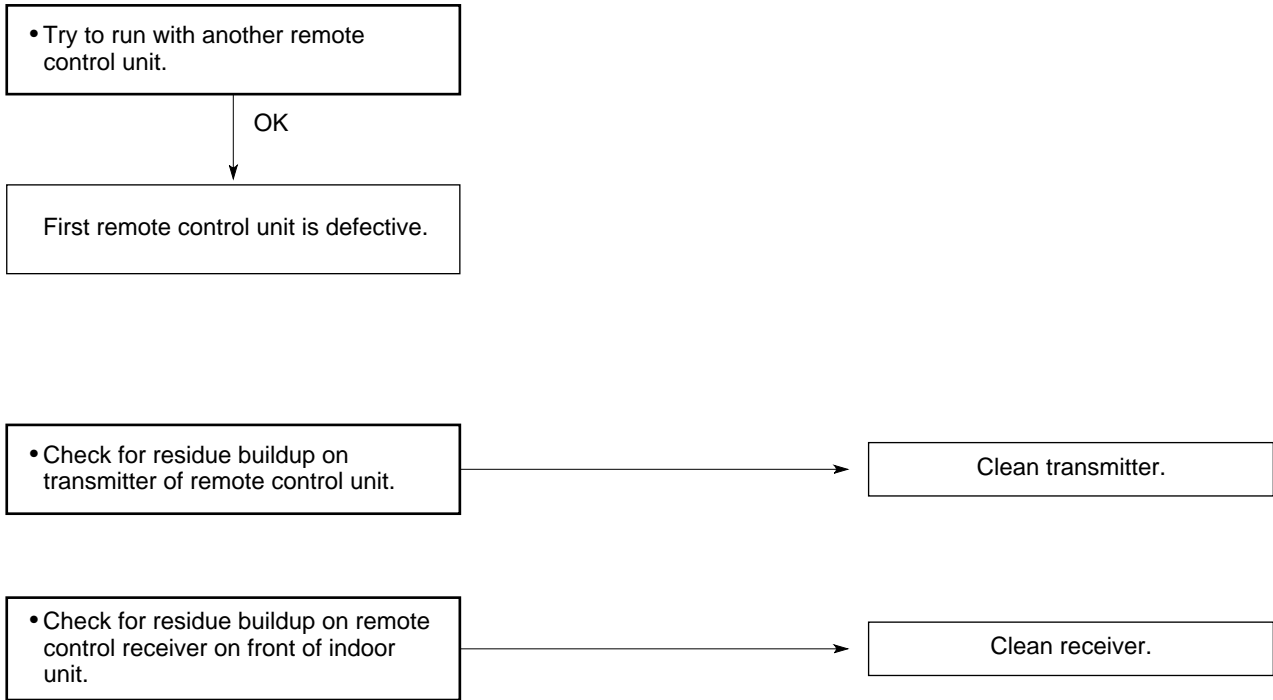 • Try to run with another remote
control unit.
OK
First remote control unit is defective.
• Check for residue buildup on
transmitter of remote control unit.
Clean transmitter.
• Check for residue buildup on remote
control receiver on front of indoor
unit.
Clean receiver.